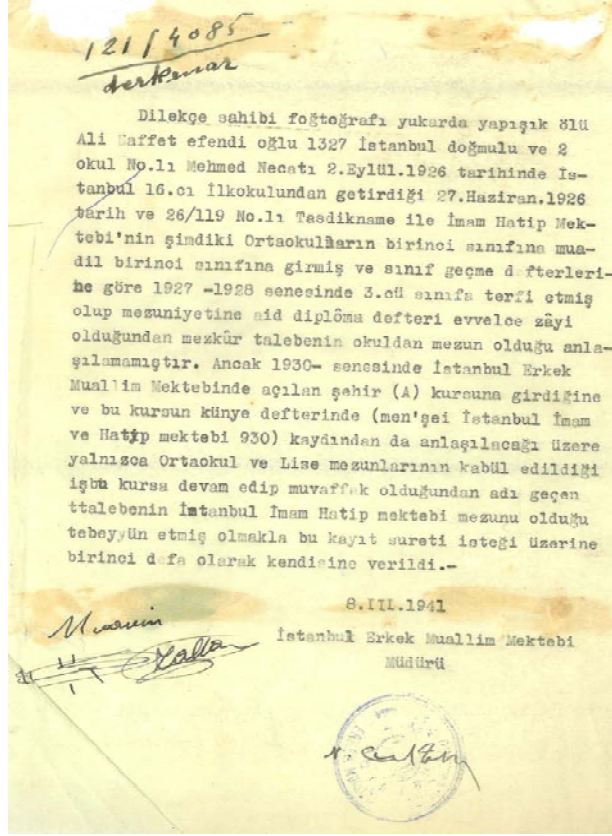 121/4085
derkenar
Dilekçe sahibi foğtoğrafı yukarda yapışık ölü
Ali Saffet efendi oğlu 1327 İstanbul doğmulu ve 2
okul No.lı Mehmed Necatı 2.Eylül.1926 tarihinde İs-
tanbul 16.cı İlkokulundan getirdiği 27.Haziran.1926
tarih ve 26/119 No.lı Tasdikname ile İmam Hatip Mek-
tebi'nin şimdiki Ortaokulların birinci sınıfına mua-
dil birinci sınıfına girmiş ve sınıf geçme defterleri-
ne göre 1927 -1928 senesinde 3.cü sınıfa terfi etmiş
olup mezuniyetine aid diplôma defteri evvelce zâyi
olduğundan mezkûr talebenin okuldan mezun olduğu anla-
şılamamıştır. Ancak 1930- senesinde İstanbul Erkek
Muallim Mektebinde açılan şehir (A) kursuna girdiğine
ve bu kursun künye defterinde (men'şei İstanbul İmam
ve Hatip mektebi 930) kaydından da anlaşılacağı üzere
yalnızca Ortaokul ve Lise mezunlarının kabül edildiği
işbu kursa devam edip muvaffak olduğundan adı geçen
ttalebenin İstanbul İmam Hatip mektebi mezunu olduğu
tebeyyün etmiş olmakla bu kayıt sureti isteği üzerine
birinci defa olarak kendisine verildi.-
8.III.1941
İstanbul Erkek Muallim Mektebi
Müdürü
Muavin